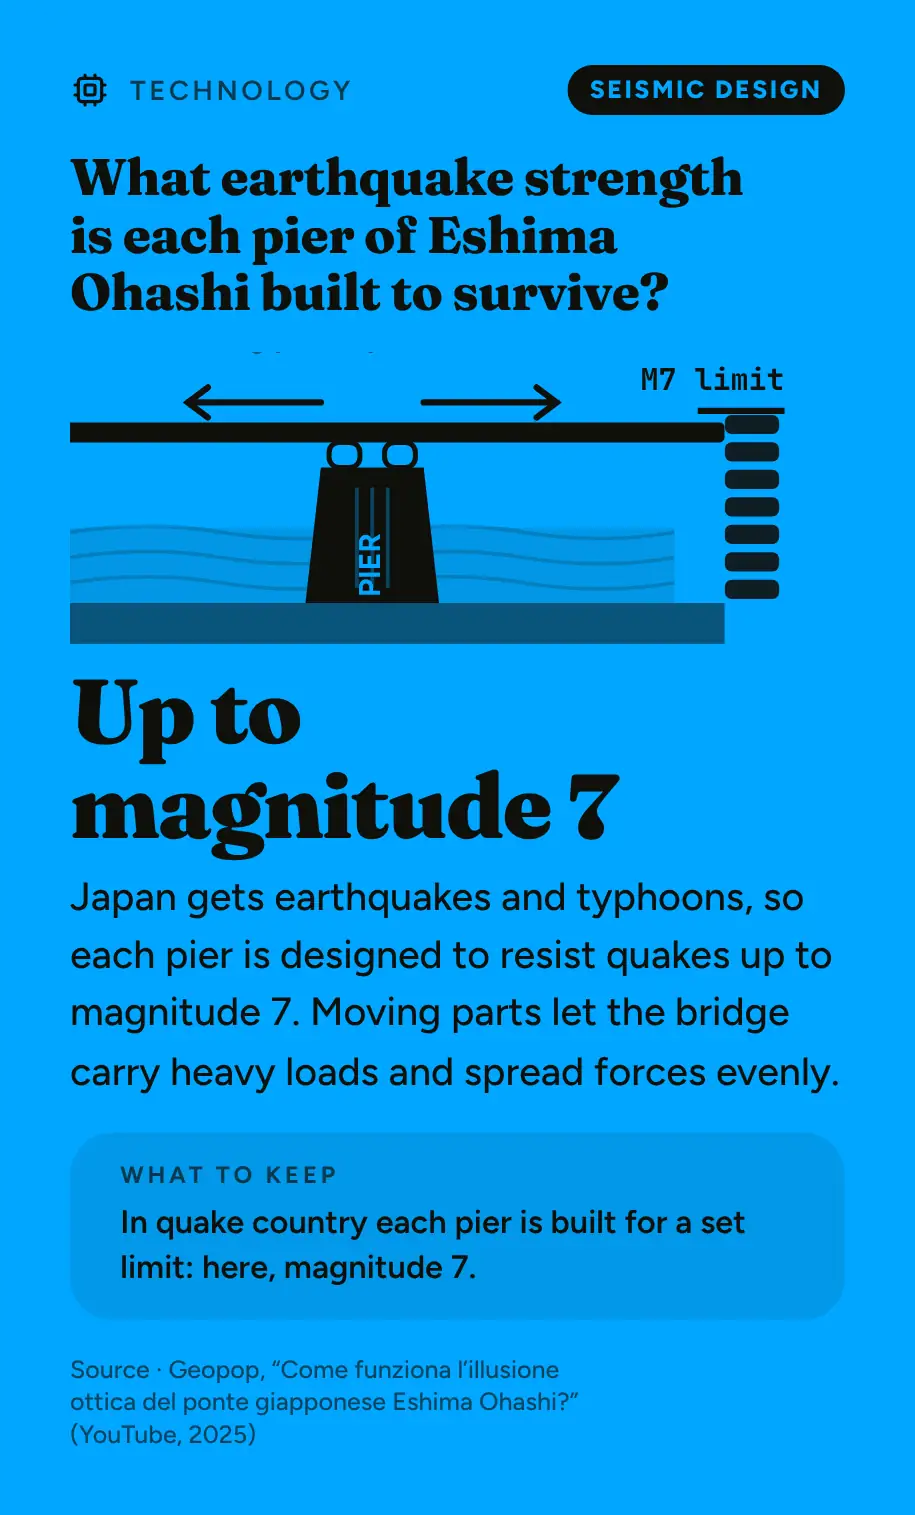 TECHNOLOGY
SEISMIC DESIGN
What earthquake strength
is each pier of Eshima
Ohashi built to survive?
M7 limit
PIER
Up to
magnitude 7
Japan gets earthquakes and typhoons, so
each pier is designed to resist quakes up to
magnitude 7. Moving parts let the bridge
carry heavy loads and spread forces evenly.
WHAT TO KEEP
In quake country each pier is built for a set
limit: here, magnitude 7.
Source · Geopop, “Come funziona l’illusione
ottica del ponte giapponese Eshima Ohashi?”
(YouTube, 2025)